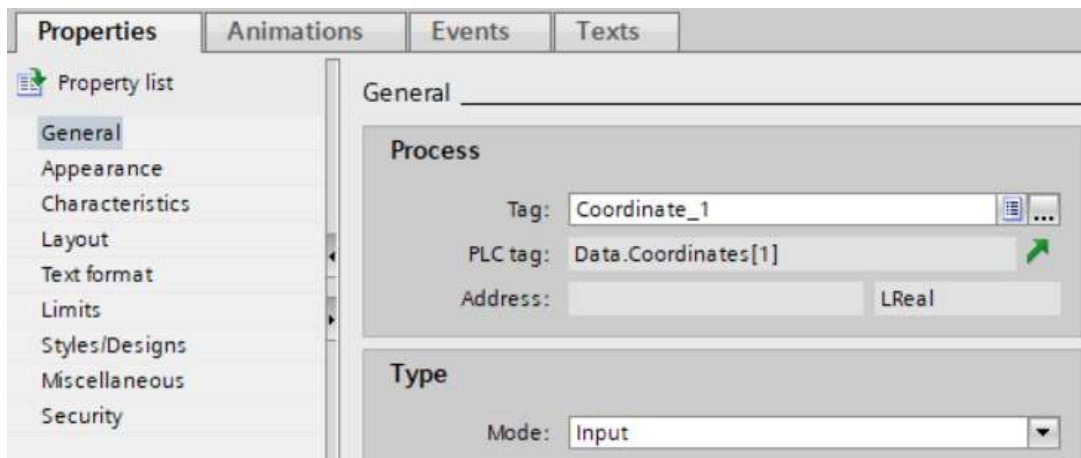 Properties Animations Events Texts
Property list
General
Appearance
Characteristics
Layout
Text format
Limits
Styles/Designs
Miscellaneous
Security
General
Process
Tag: Coordinate_1 ...
PLC tag: Data.Coordinates[1]
Address: LReal
Type
Mode: Input